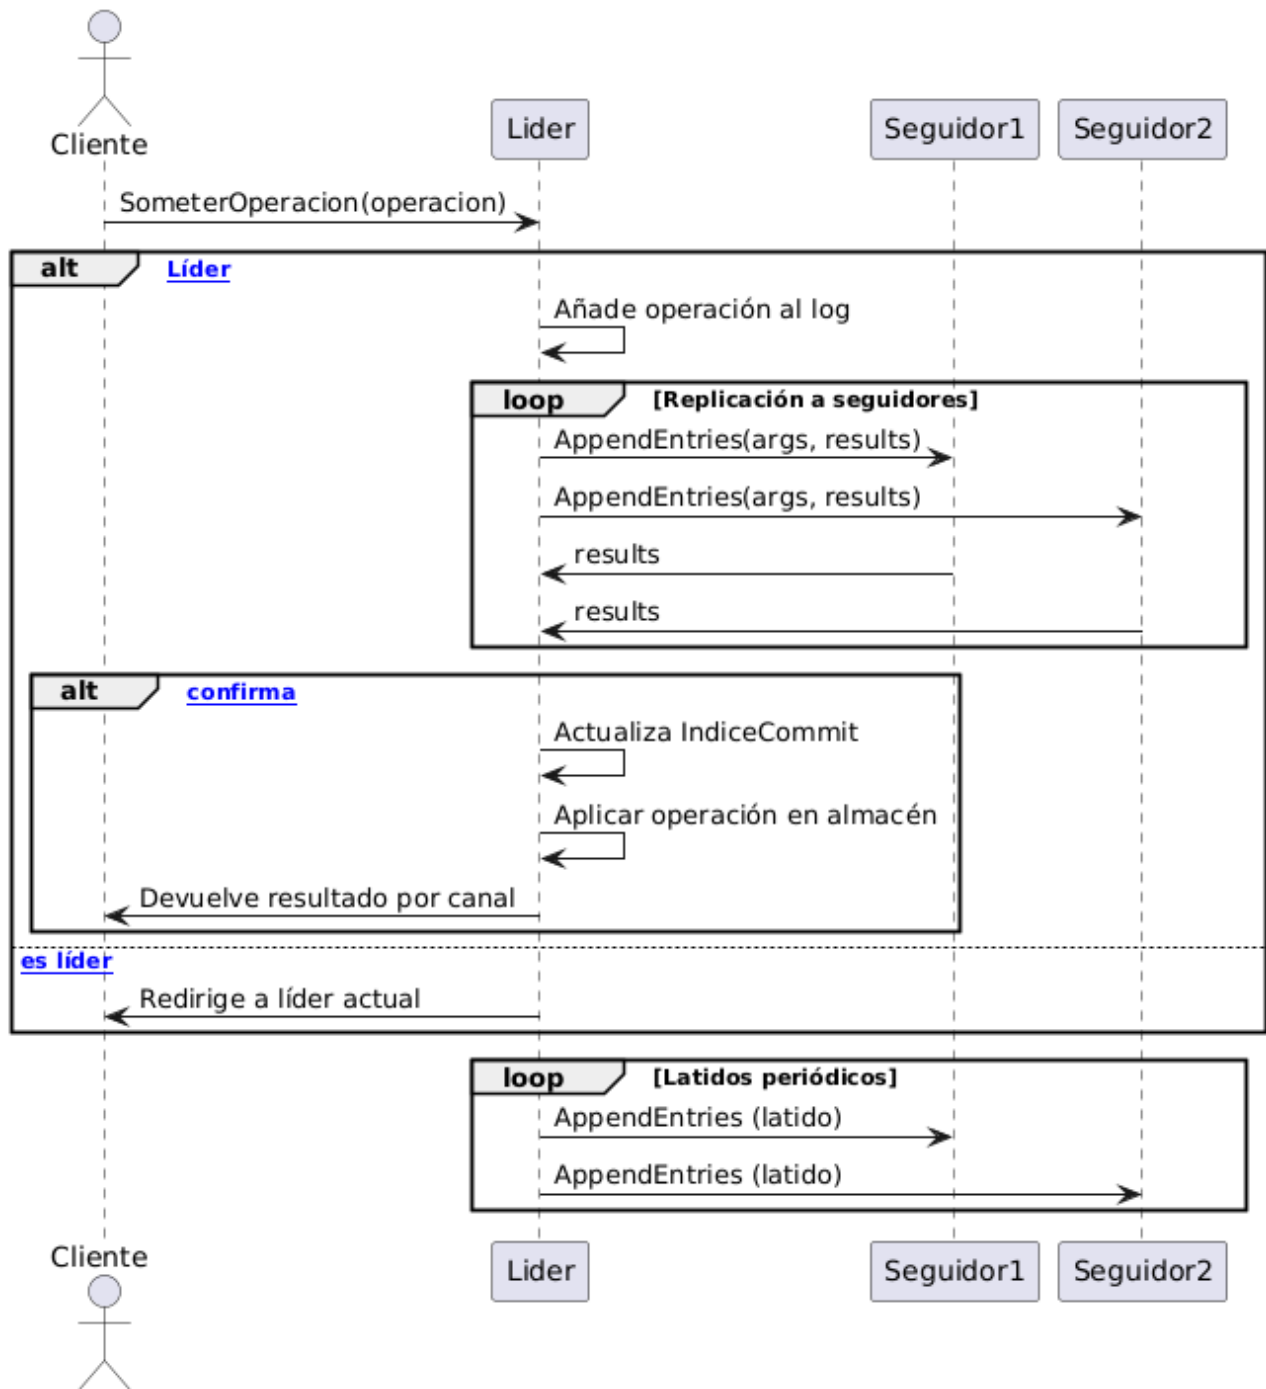 Cliente
Lider
Seguidor1
Seguidor2
SometerOperacion(operacion)
alt
Líder
Añade operación al log
loop
[Replicación a seguidores]
AppendEntries(args, results)
AppendEntries(args, results)
results
results
alt
confirma
Actualiza IndiceCommit
Aplicar operación en almacén
Devuelve resultado por canal
es líder
Redirige a líder actual
loop
[Latidos periódicos]
AppendEntries (latido)
AppendEntries (latido)
Cliente
Lider
Seguidor1
Seguidor2